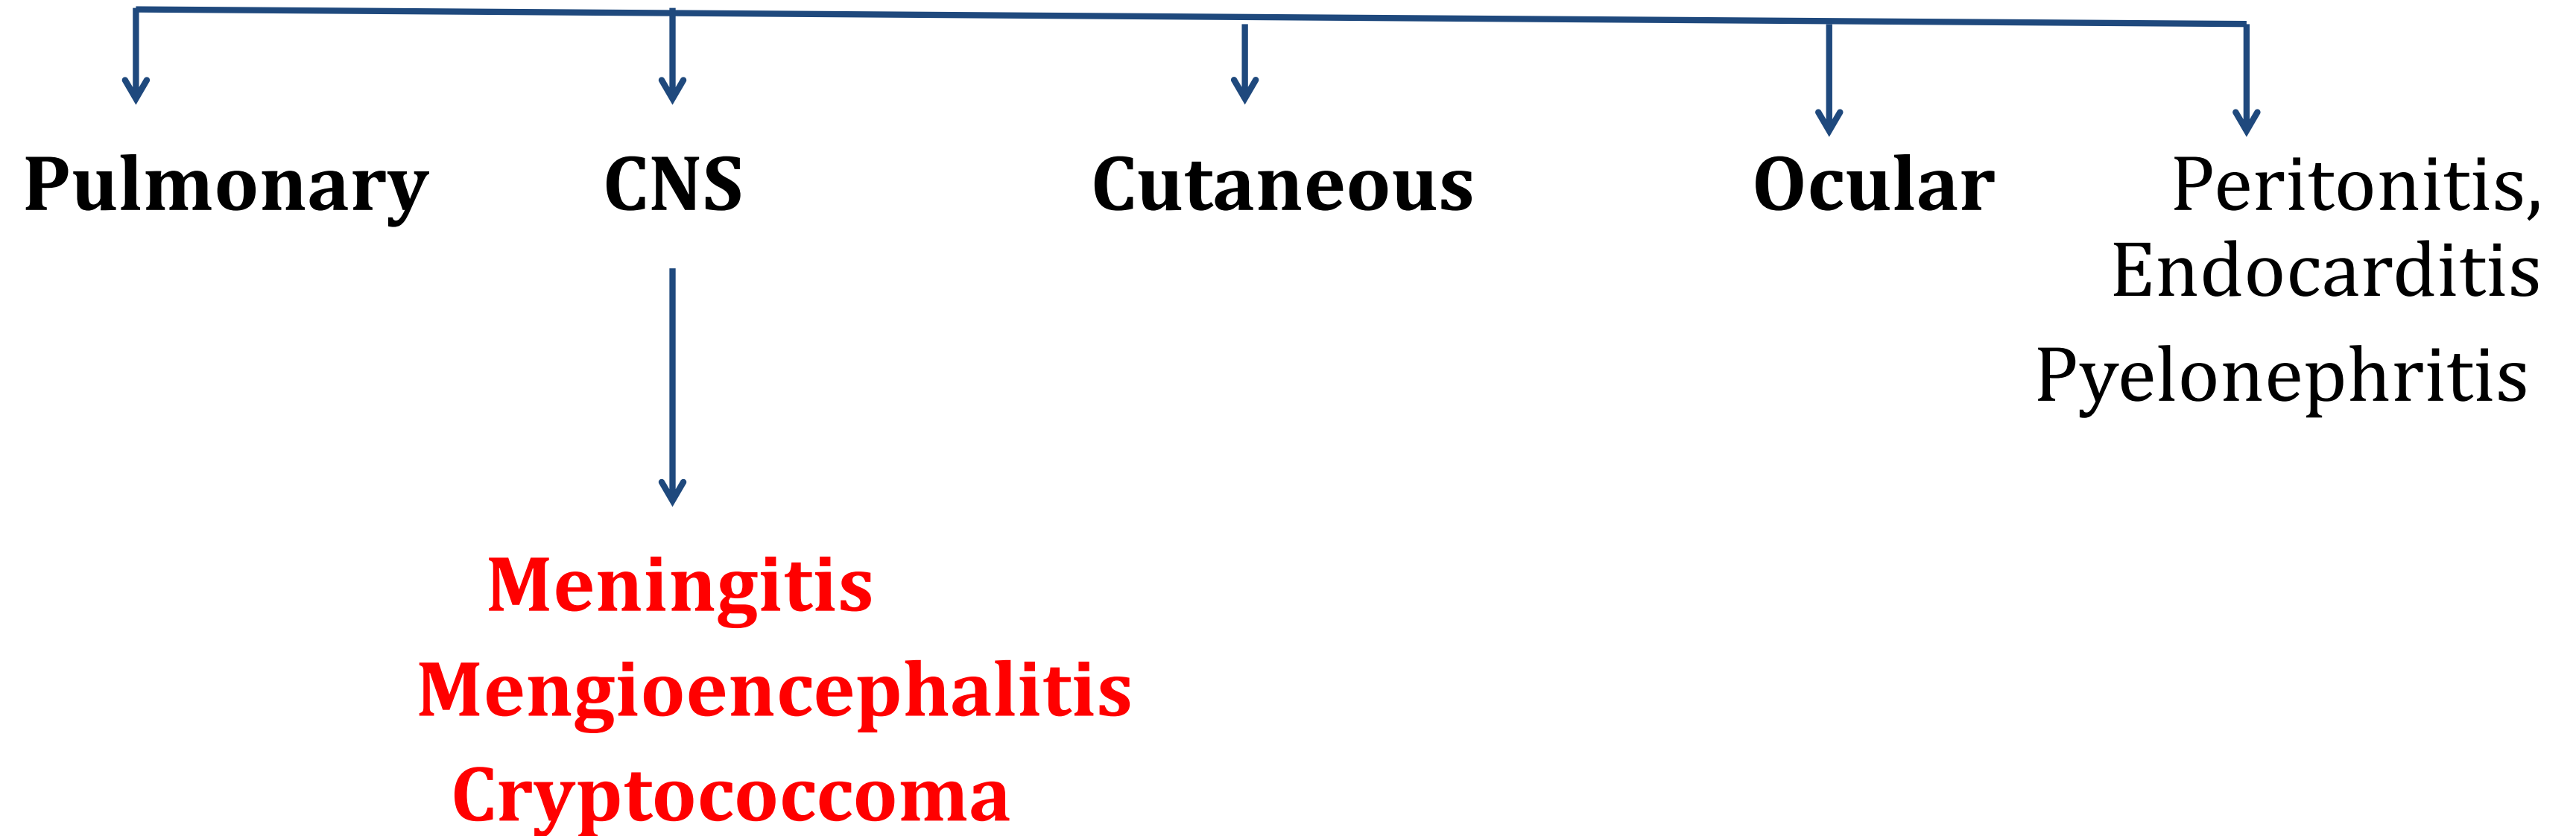 Pulmonary CNS Cutaneous Ocular Peritonitis,
Endocarditis
Pyelonephritis
Meningitis
Mengioencephalitis
Cryptococcoma